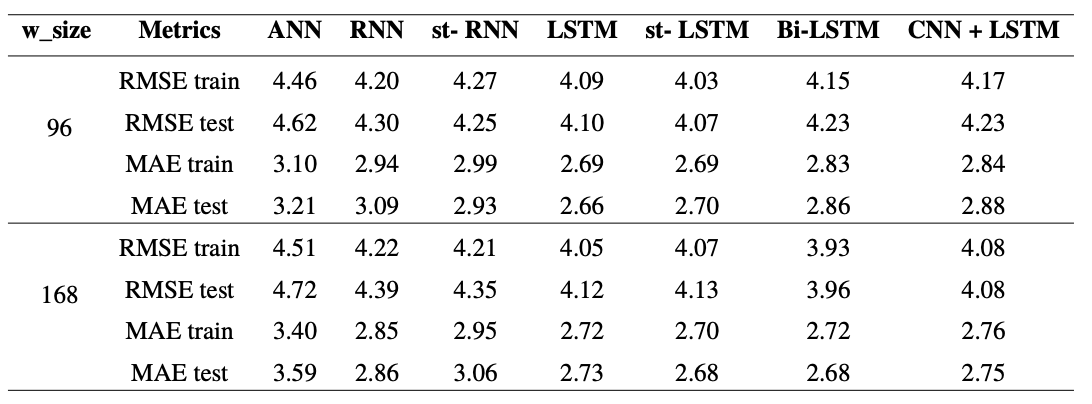 w_size Metrics ANN RNN st- RNN LSTM st- LSTM Bi-LSTM CNN + LSTM
RMSE train 4.46 4.20 4.27 4.09 4.03 4.15 4.17
96
RMSE test 4.62 4.30 4.25 4.10 4.07 4.23 4.23
MAE train 3.10 2.94 2.99 2.69 2.69 2.83 2.84
MAE test 3.21 3.09 2.93 2.66 2.70 2.86 2.88
RMSE train 4.51 4.22 4.21 4.05 4.07 3.93 4.08
168
RMSE test 4.72 4.39 4.35 4.12 4.13 3.96 4.08
MAE train 3.40 2.85 2.95 2.72 2.70 2.72 2.76
MAE test 3.59 2.86 3.06 2.73 2.68 2.68 2.75